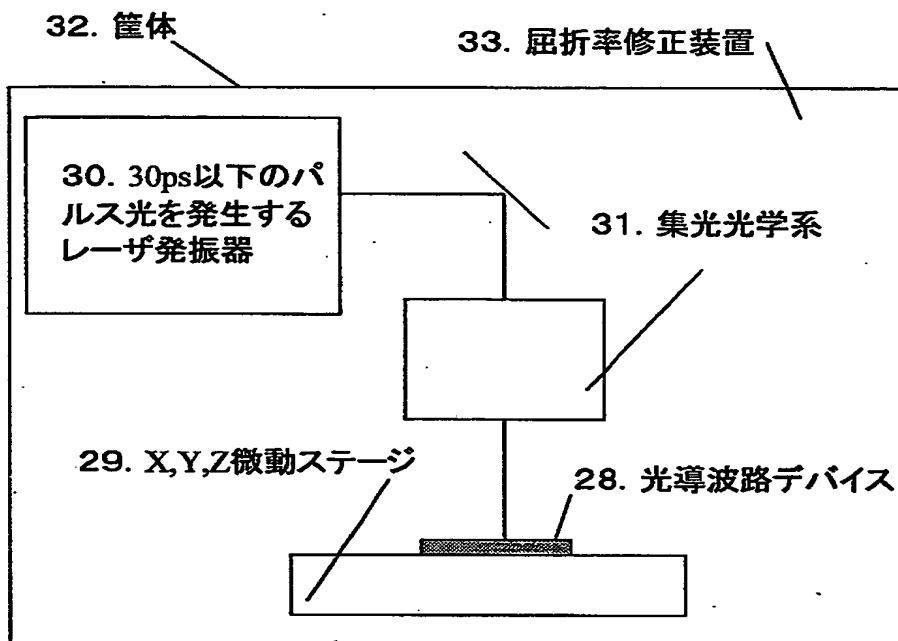 32. 筐体
33. 屈折率修正装置
30. 30ps以下のパ
ルス光を発生する
レーザ発振器
31. 集光光学系
29. X,Y,Z微動ステージ
28. 光導波路デバイス